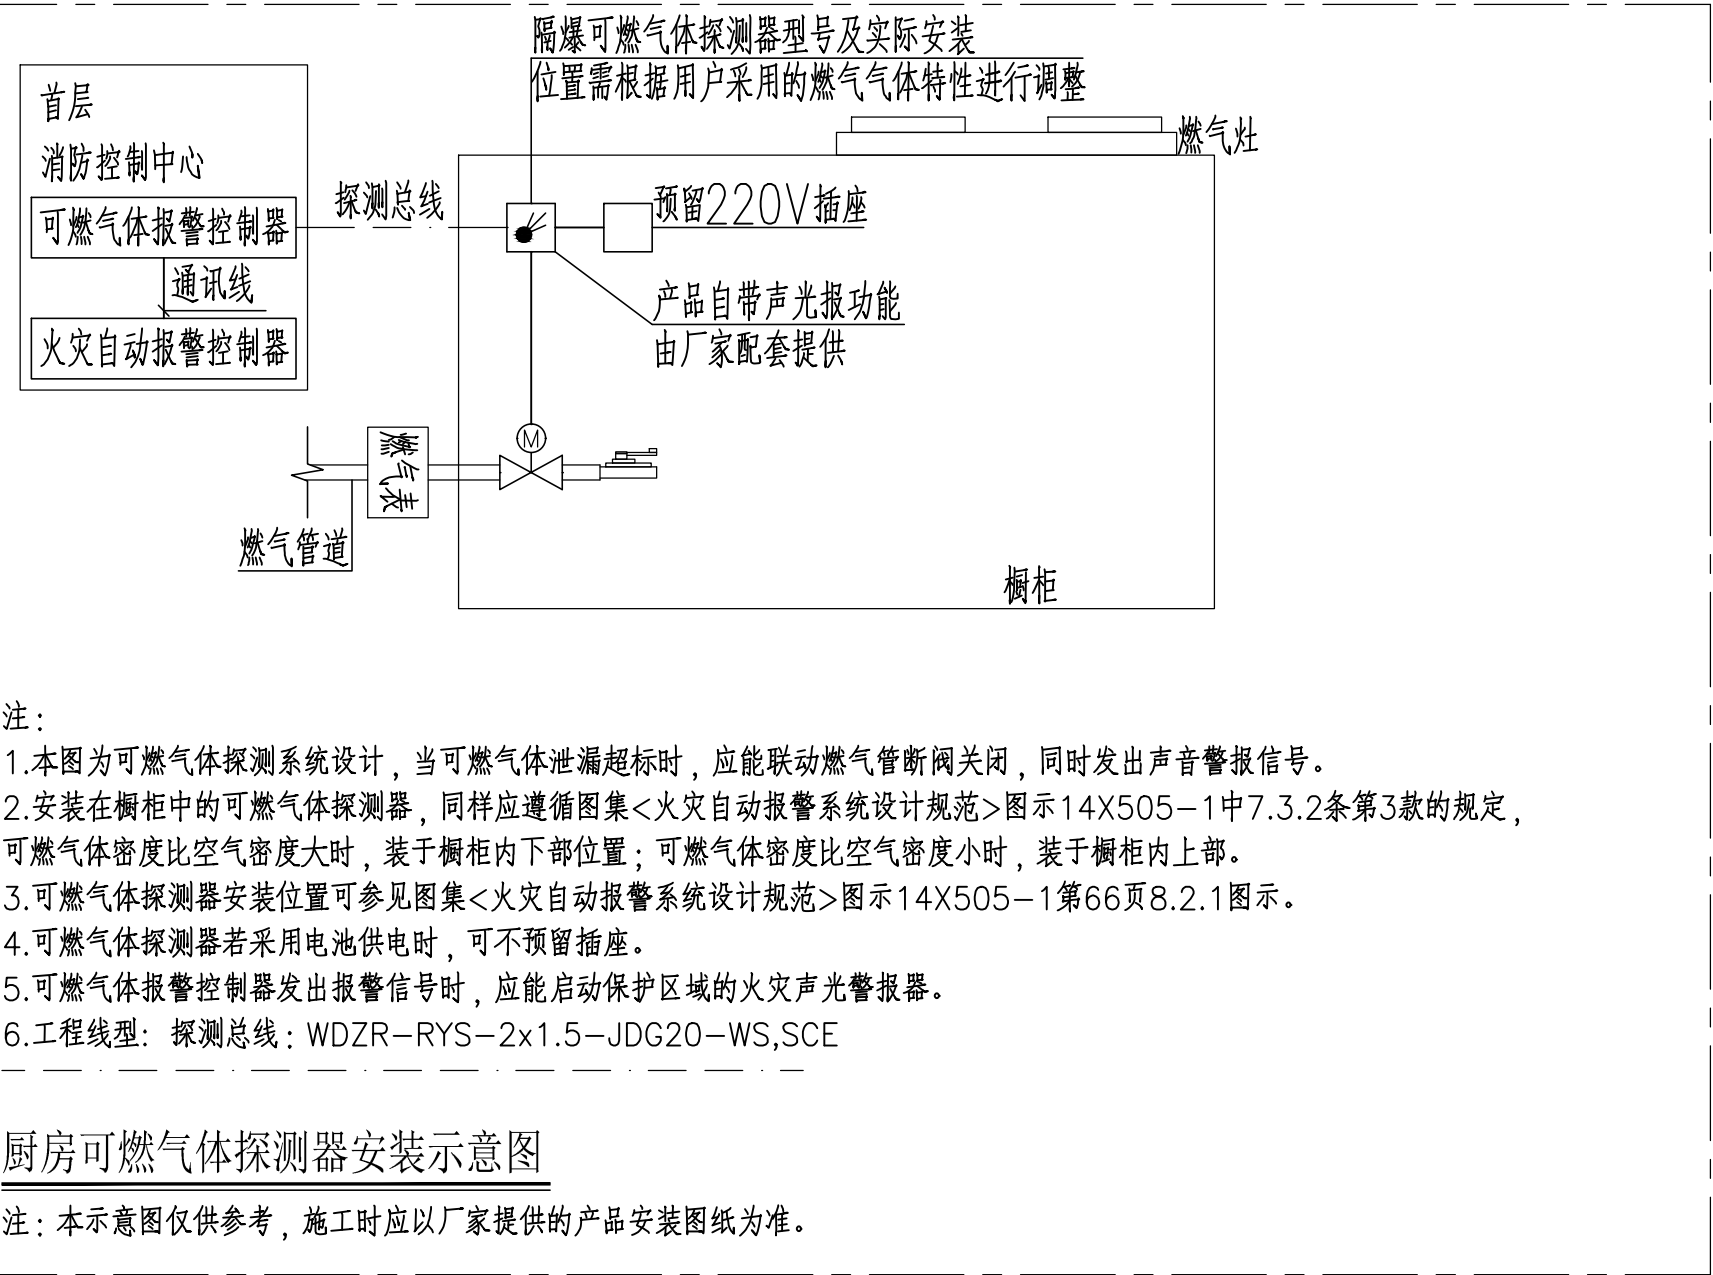 隔爆可燃气体探测器型号及实际安装
位置需根据用户采用的燃气气体特性进行调整
首层
消防控制中心
可燃气体报警控制器
通讯线
火灾自动报警控制器
探测总线
预留220V插座
产品自带声光报功能
由厂家配套提供
燃气灶
M
燃气表
燃气管道
橱柜
注:
1.本图为可燃气体探测系统设计,当可燃气体泄漏超标时,应能联动燃气管断阀关闭,同时发出声音警报信号。
2.安装在橱柜中的可燃气体探测器,同样应遵循图集<火灾自动报警系统设计规范>图示14X505-1中7.3.2条第3款的规定,
可燃气体密度比空气密度大时,装于橱柜内下部位置;可燃气体密度比空气密度小时,装于橱柜内上部。
3.可燃气体探测器安装位置可参见图集<火灾自动报警系统设计规范>图示14X505-1第66页8.2.1图示。
4.可燃气体探测器若采用电池供电时,可不预留插座。
5.可燃气体报警控制器发出报警信号时,应能启动保护区域的火灾声光警报器。
6.工程线型: 探测总线: WDZR-RYS-2x1.5-JDG20-WS,SCE
厨房可燃气体探测器安装示意图
注: 本示意图仅供参考,施工时应以厂家提供的产品安装图纸为准。